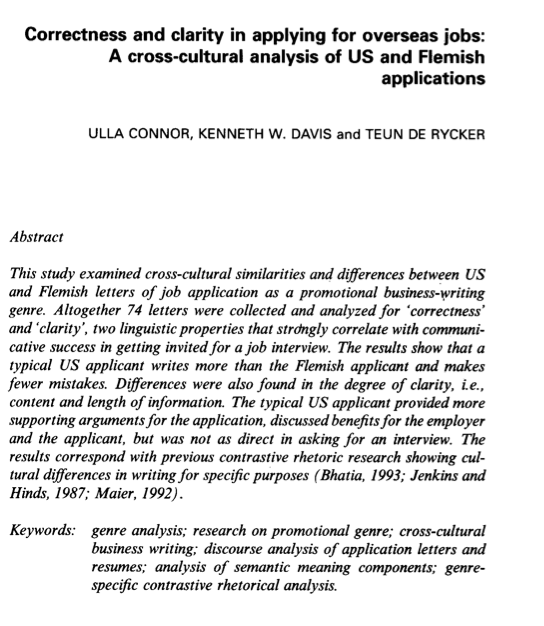 Correctness and clarity in applying for overseas jobs:
A cross-cultural analysis of US and Flemish
applications
ULLA CONNOR, KENNETH W. DAVIS and TEUN DE RYCKER
Abstract
This study examined cross-cultural similarities and differences between US
and Flemish letters of job application as a promotional business-writing
genre. Altogether 74 letters were collected and analyzed for 'correctness'
and 'clarity', two linguistic properties that strongly correlate with communi-
cative success in getting invited for a job interview. The results show that a
typical US applicant writes more than the Flemish applicant and makes
fewer mistakes. Differences were also found in the degree of clarity, i.e.,
content and length of information. The typical US applicant provided more
supporting arguments for the application, discussed benefits for the employer
and the applicant, but was not as direct in asking for an interview. The
results correspond with previous contrastive rhetoric research showing cul-
tural differences in writing for specific purposes (Bhatia, 1993; Jenkins and
Hinds, 1987; Maier, 1992).
Keywords: genre analysis; research on promotional genre; cross-cultural
business writing; discourse analysis of application letters and
resumes; analysis of semantic meaning components; genre-
specific contrastive rhetorical analysis.